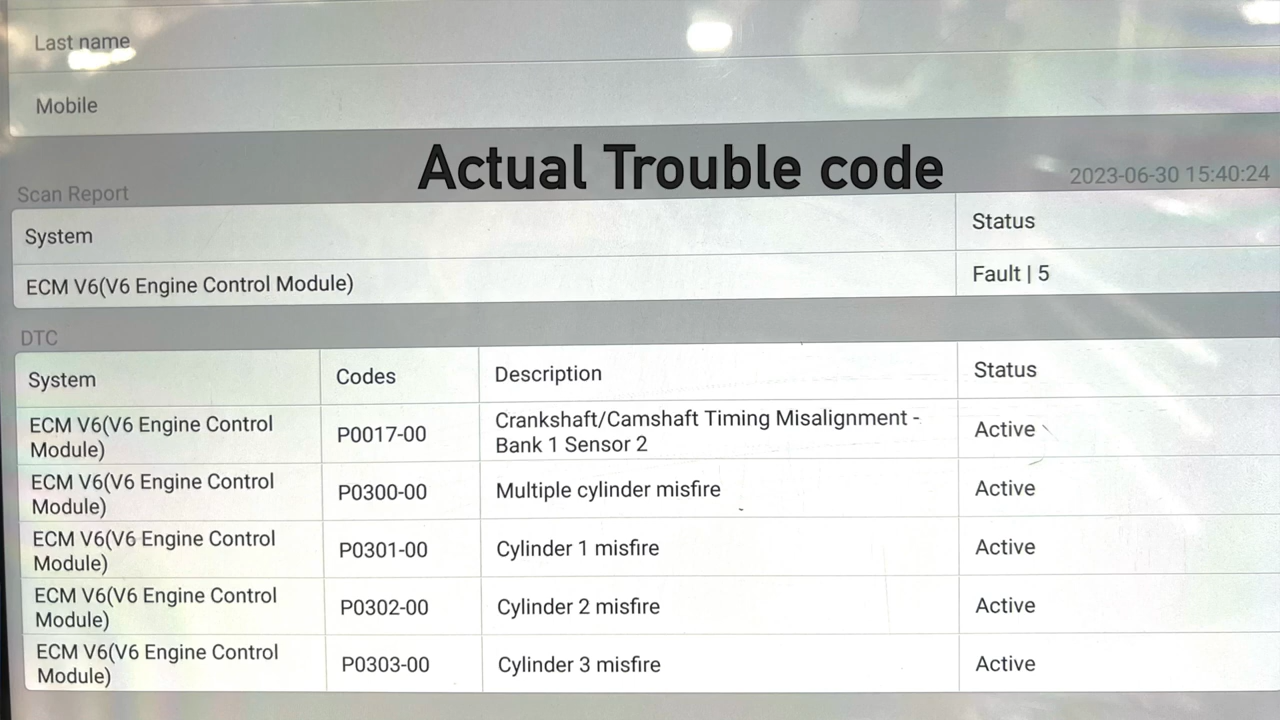 Last name
Mobile
Actual Trouble code
Scan Report
2023-06-30 15:40:24
System
Status
ECM V6(V6 Engine Control Module)
Fault | 5
DTC
System
Codes
Description
Status
ECM V6(V6 Engine Control
Module)
P0017-00
Crankshaft/Camshaft Timing Misalignment -
Bank 1 Sensor 2
Active
ECM V6(V6 Engine Control
Module)
P0300-00
Multiple cylinder misfire
Active
ECM V6(V6 Engine Control
Module)
P0301-00
Cylinder 1 misfire
Active
ECM V6(V6 Engine Control
Module)
P0302-00
Cylinder 2 misfire
Active
ECM V6(V6 Engine Control
Module)
P0303-00
Cylinder 3 misfire
Active